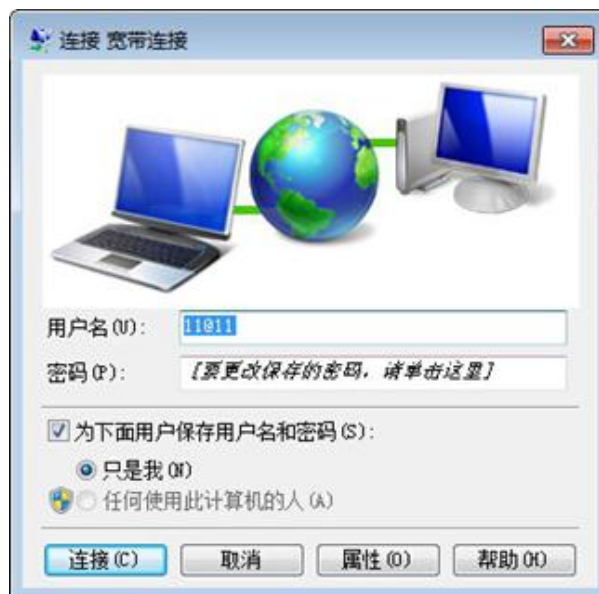 连接 宽带连接
用户名(U): 11@11
密码(P): [要更改保存的密码，请单击这里]
为下面用户保存用户名和密码(S):
只是我(N)
任何使用此计算机的人(A)
连接(C) 取消 属性(O) 帮助(H)